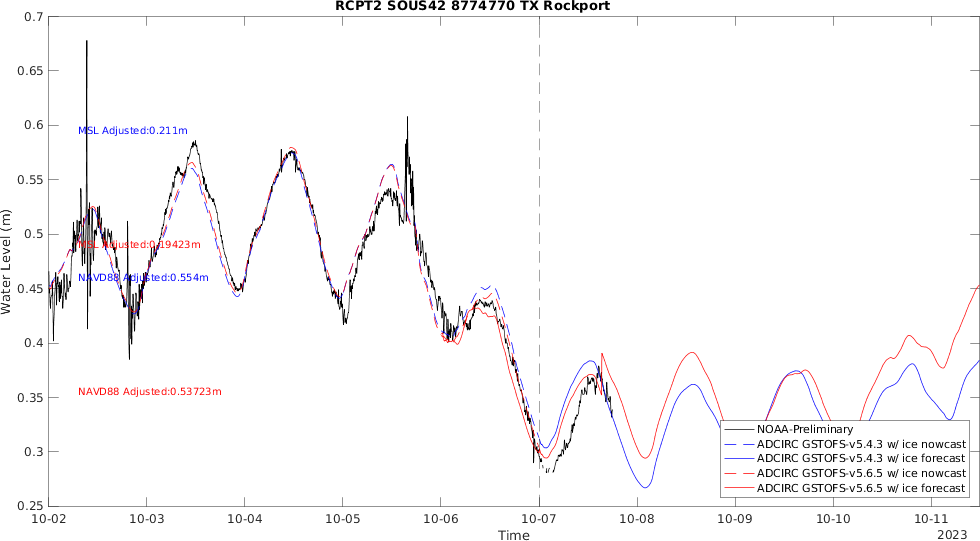 RCPT2 SOUS42 8774770 TX Rockport
0.7
0.65
0.6
0.55
0.5
0.45
0.4
0.35
0.3
0.25
Water Level (m)
MSL Adjusted:0.211m
MSL Adjusted:0.19423m
NAVD88 Adjusted:0.554m
NAVD88 Adjusted:0.53723m
NOAA-Preliminary
ADCIRC GSTOFS-v5.4.3 w/ ice nowcast
ADCIRC GSTOFS-v5.4.3 w/ ice forecast
ADCIRC GSTOFS-v5.6.5 w/ ice nowcast
ADCIRC GSTOFS-v5.6.5 w/ ice forecast
10-02 10-03 10-04 10-05 10-06 10-07 10-08 10-09 10-10 10-11
Time
2023